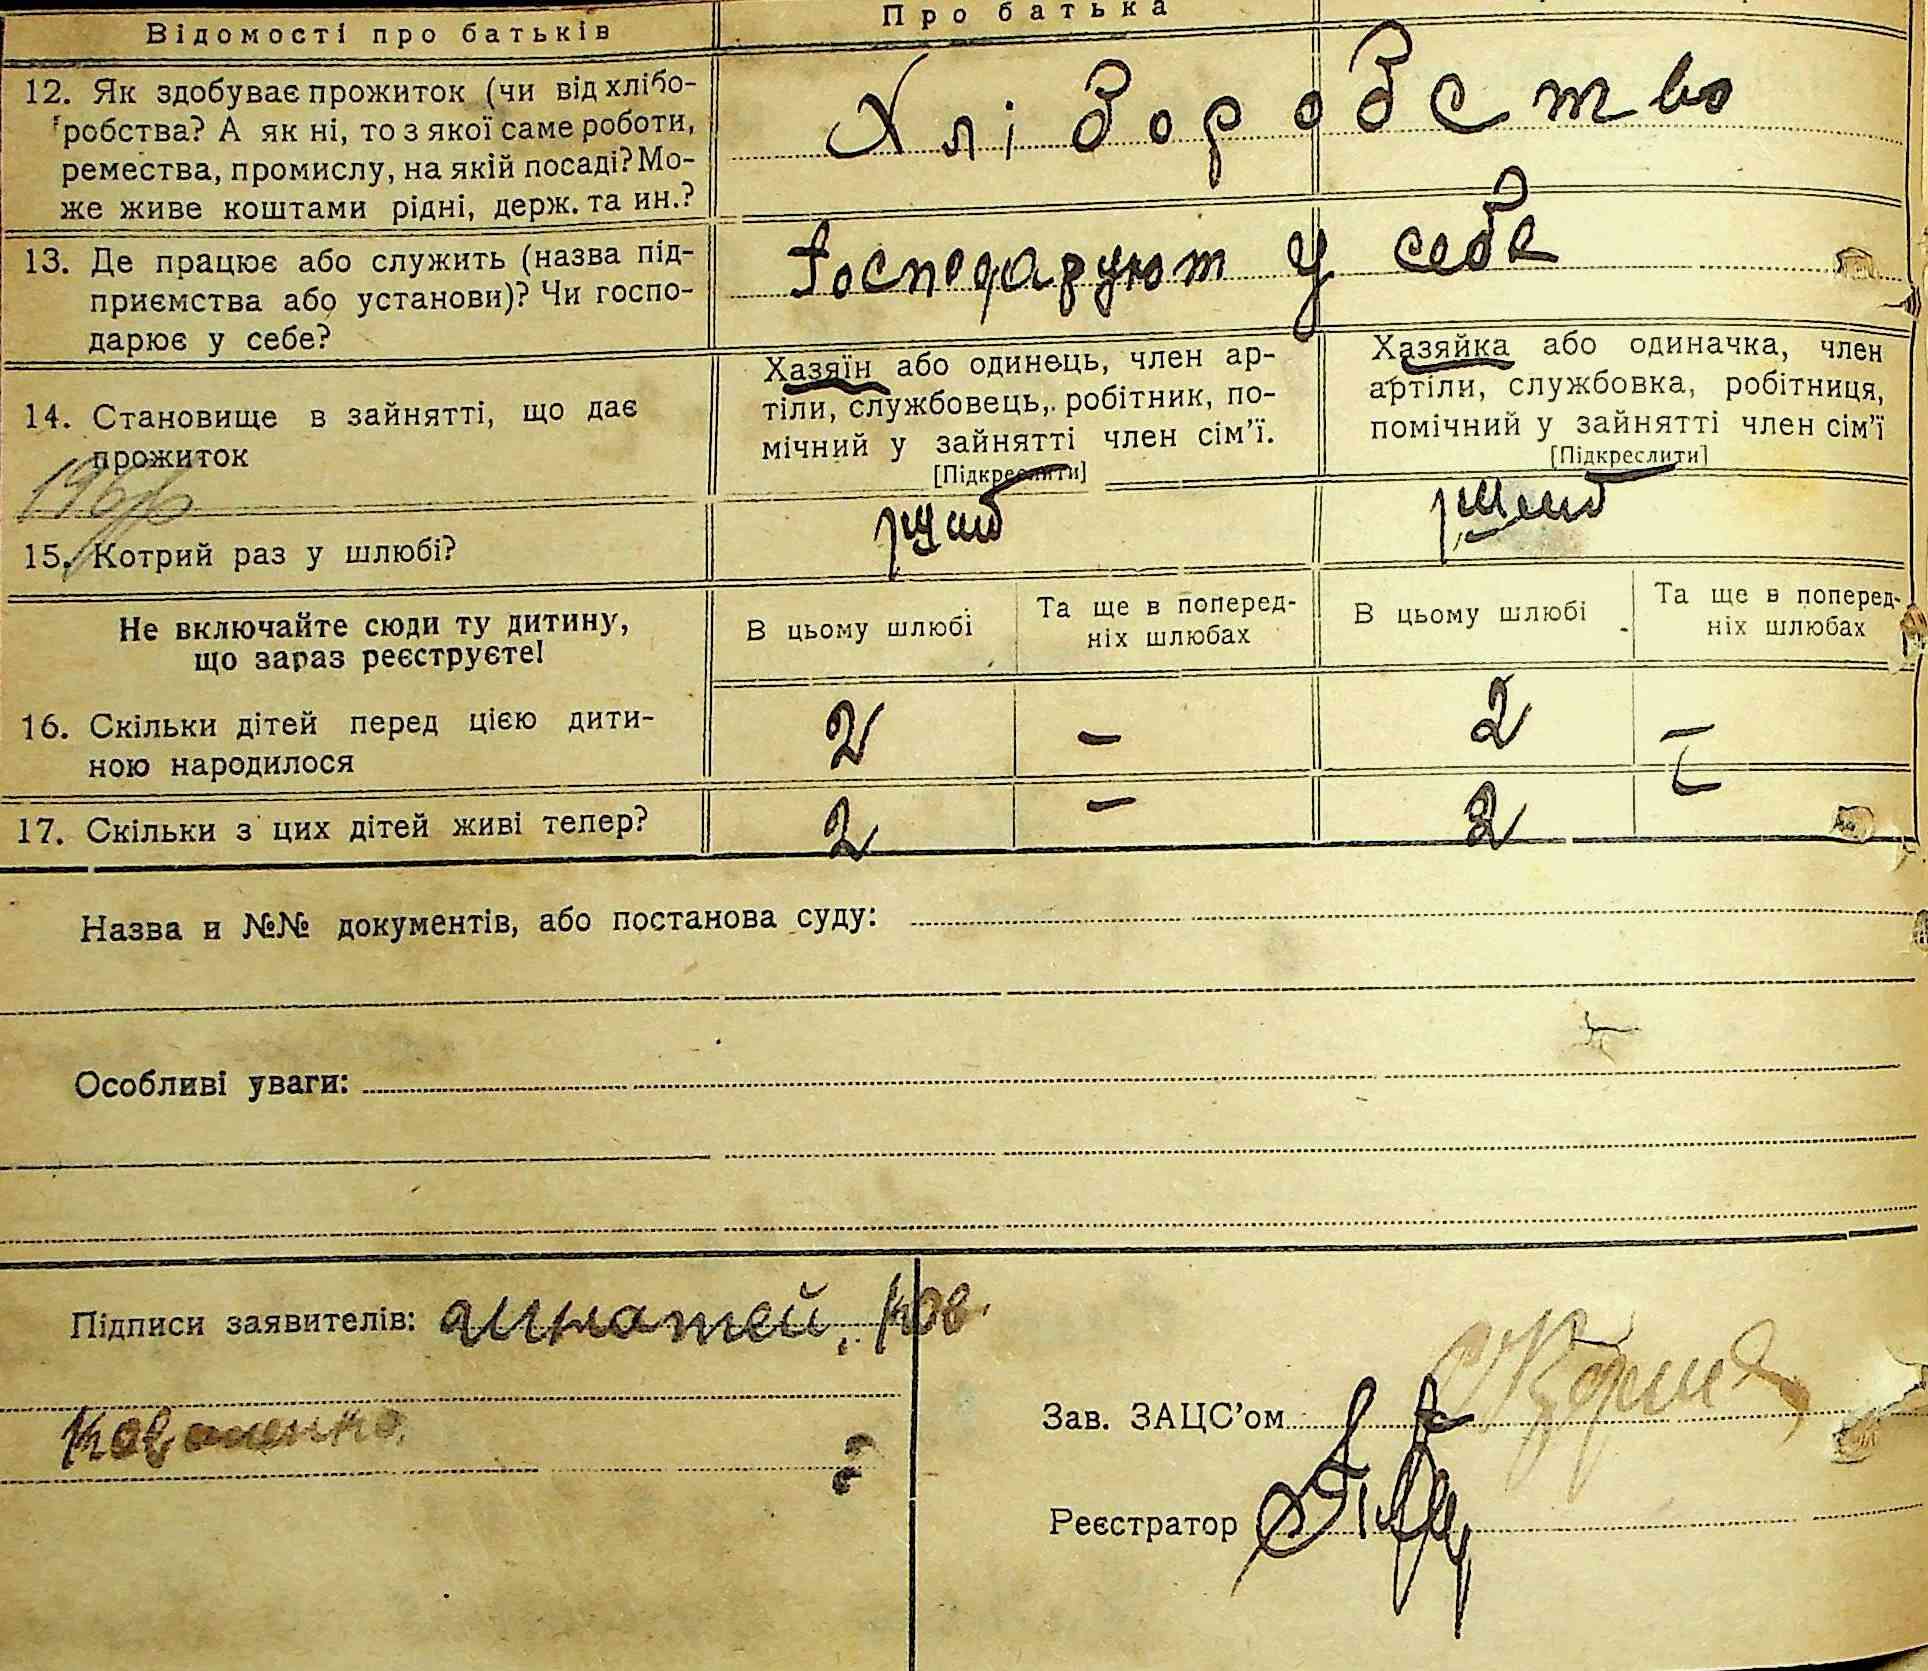 Відомості про батьків
Про батька
12. Як здобуває прожиток (чи від хлібо-
робства? А як ні, то з якої саме роботи,
ремества, промислу, на якій посаді? Мо-
же живе коштами рідні, держ. та ин.?
Хліборобство
13. Де працює або служить (назва під-
приємства або установи)? Чи госпо-
дарює у себе?
Господарюют у себе
14. Становище в зайнятті, що дає
прожиток
Хазяїн або одинець, член ар-
тіли, службовець, робітник, по-
мічний у зайнятті член сім'ї.
[Підкреслити]
Хазяйка або одиначка, член
артіли, службовка, робітниця,
помічний у зайнятті член сім'ї
[Підкреслити]
15. Котрий раз у шлюбі?
Не включайте сюди ту дитину,
що зараз реєструєте!
В цьому шлюбі
Та ще в поперед-
ніх шлюбах
В цьому шлюбі
Та ще в поперед-
ніх шлюбах
16. Скільки дітей перед цією дити-
ною народилося
2 – 2 –
17. Скільки з цих дітей живі тепер?
2 – 2
Назва и №№ документів, або постанова суду:
Особливі уваги:
Підписи заявителів:
Зав. ЗАЦС'ом
Реєстратор